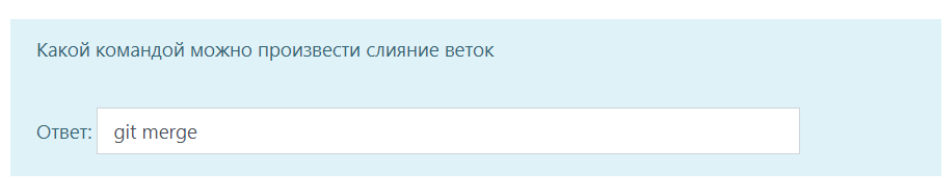 Какой командой можно произвести слияние веток
Ответ: git merge